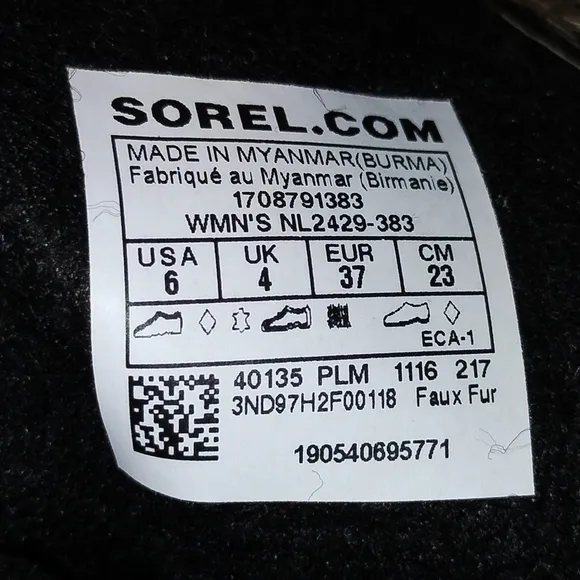 SOREL.COM
MADE IN MYANMAR(BURMA)
Fabriqué au Myanmar (Birmanie)
1708791383
WMN'S NL2429-383
USA UK EUR CM
6 4 37 23
ECA-1
40135 PLM 1116 217
3ND97H2F00118 Faux Fur
190540695771